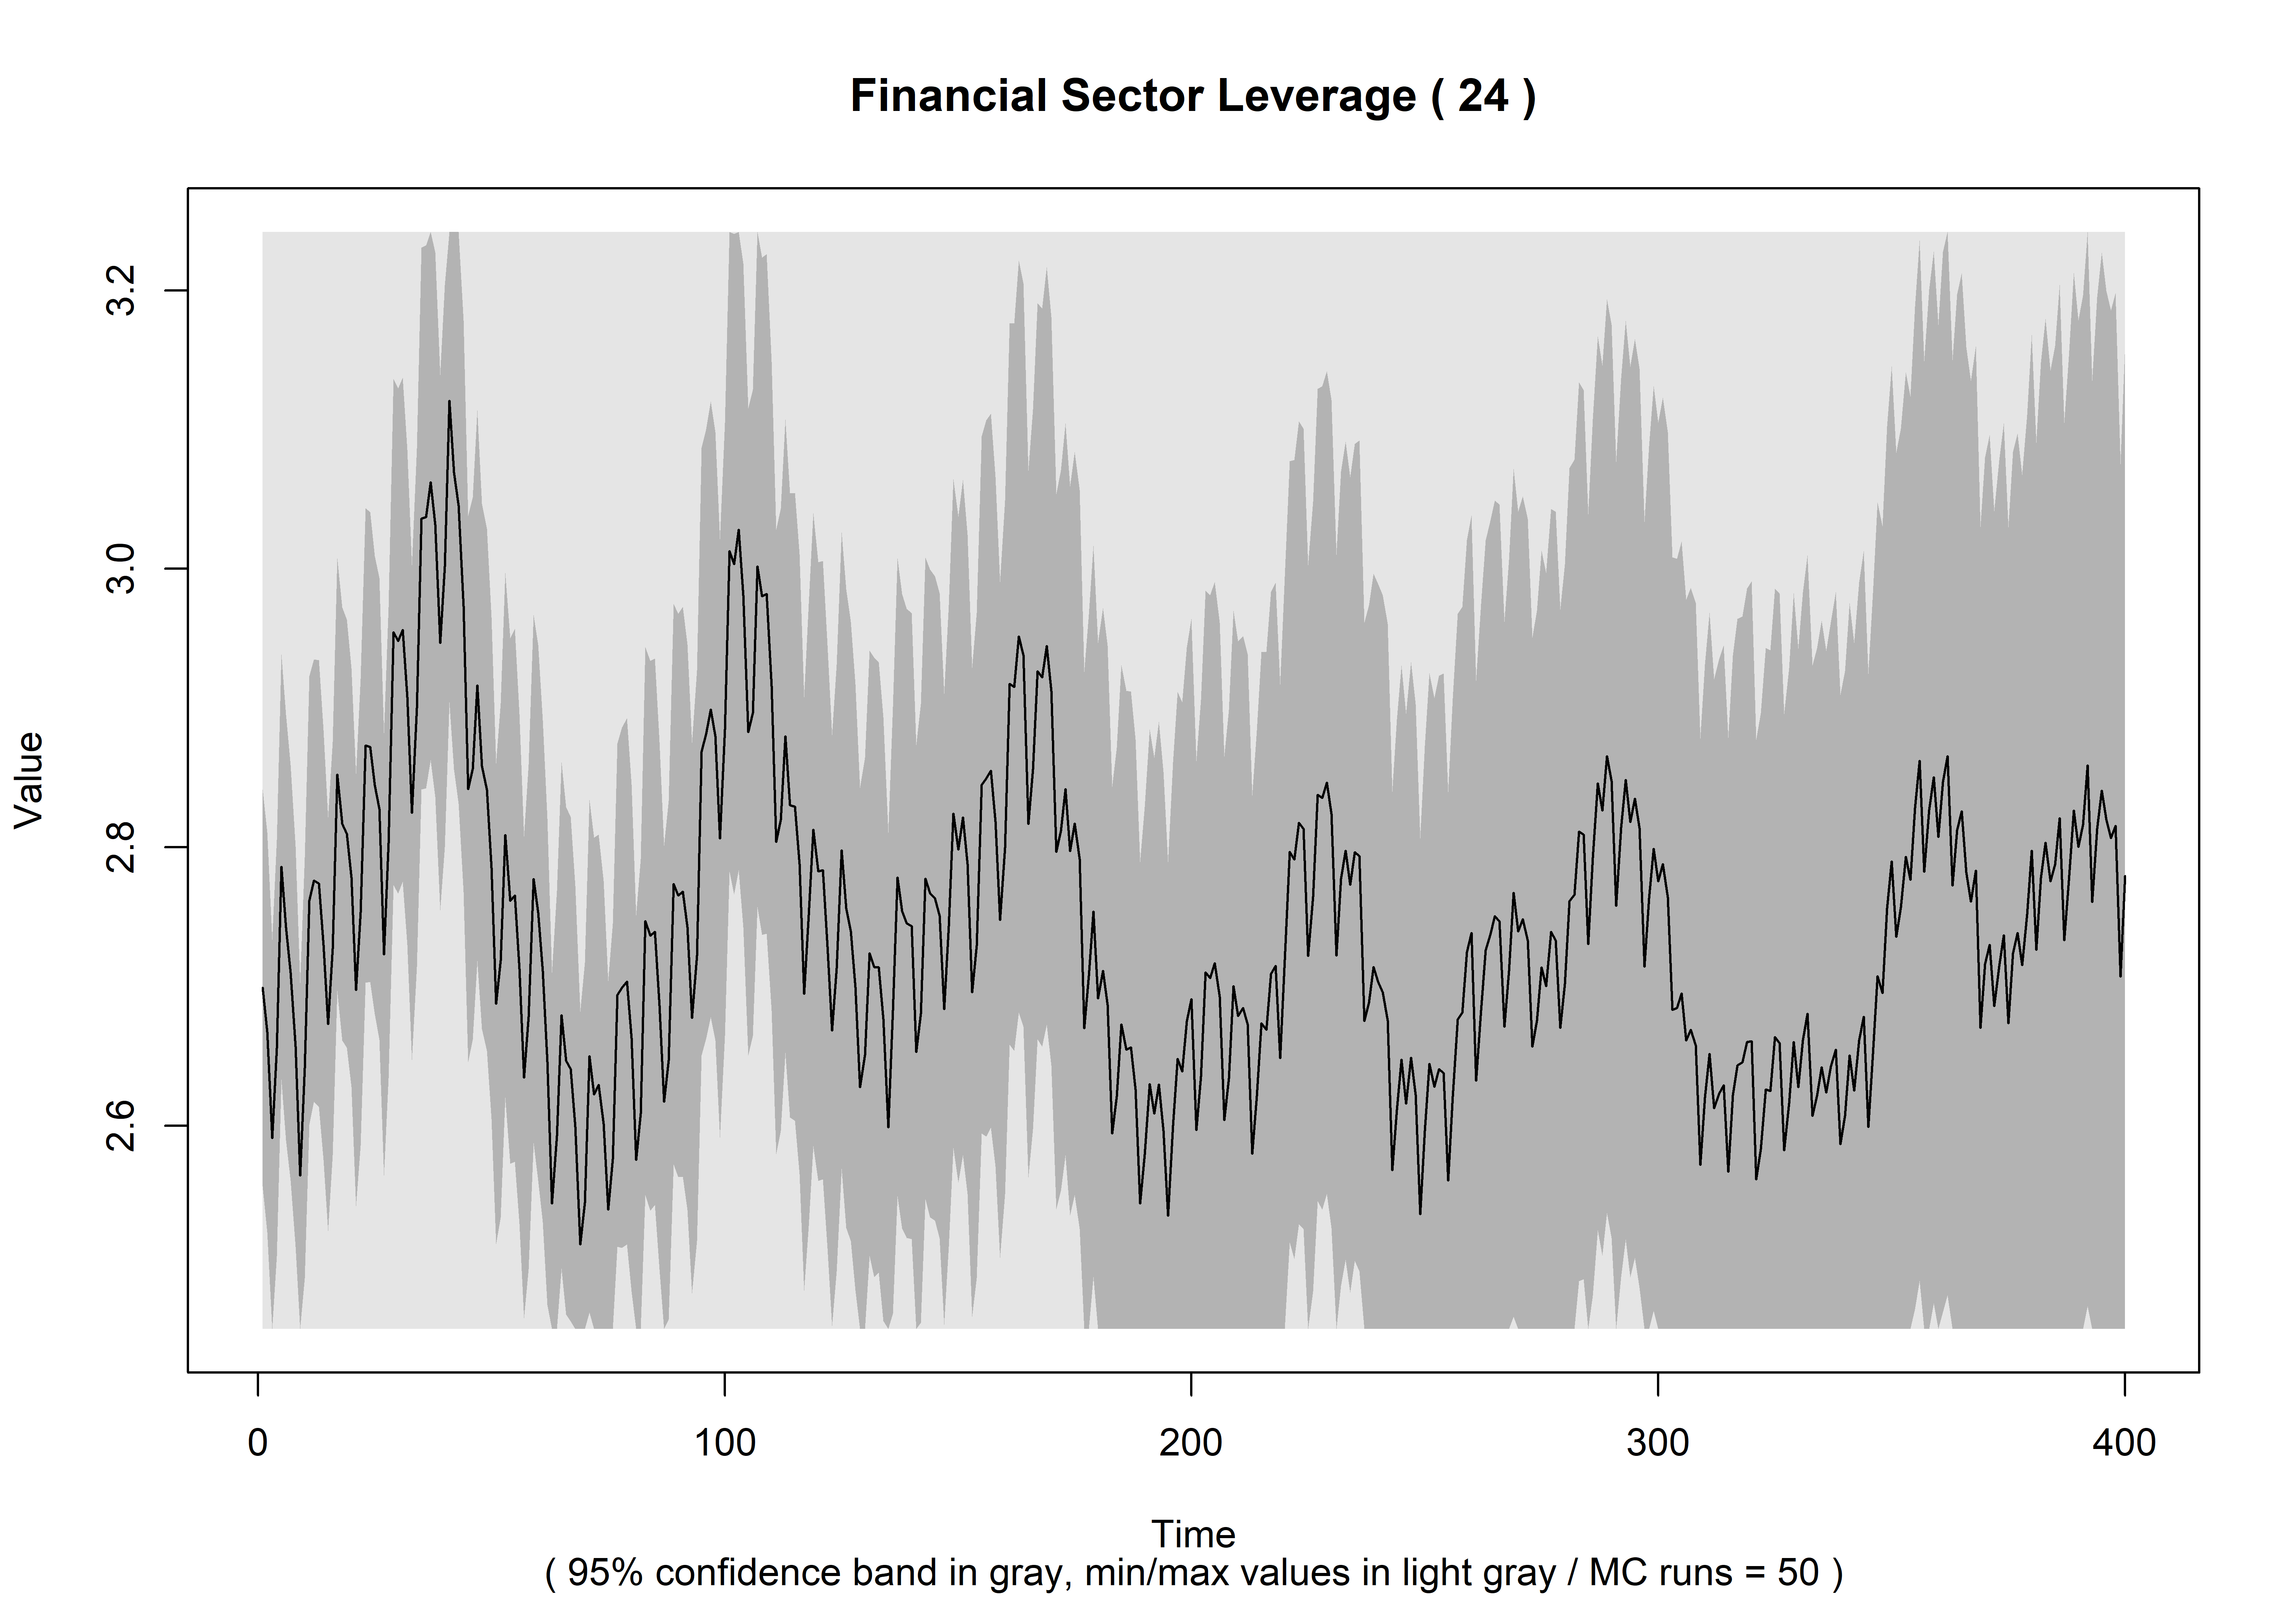 Financial Sector Leverage ( 24 )
Value
3.2
3.0
2.8
2.6
0 100 200 300 400
Time
( 95% confidence band in gray, min/max values in light gray / MC runs = 50 )